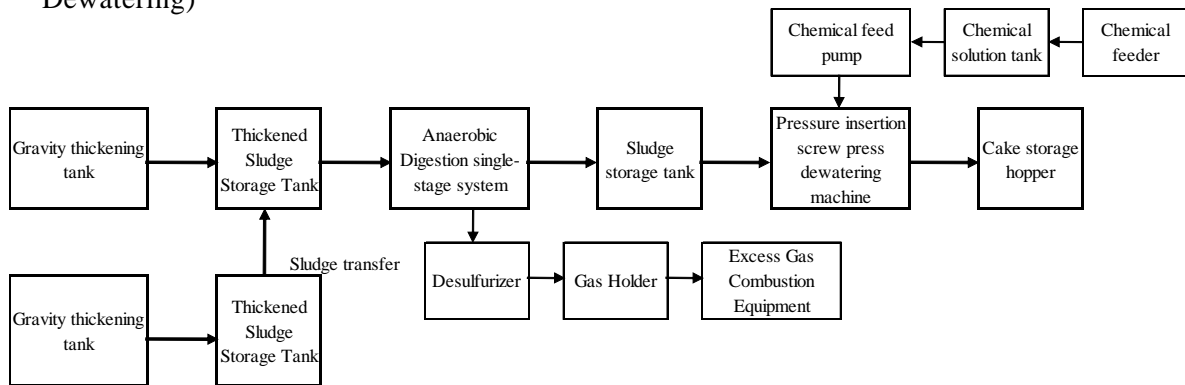 Dewatering)
Chemical feed
pump
Chemical
solution tank
Chemical
feeder
Gravity thickening
tank
Thickened
Sludge
Storage Tank
Anaerobic
Digestion single-
stage system
Sludge
storage tank
Pressure insertion
screw press
dewatering
machine
Cake storage
hopper
Sludge transfer
Gravity thickening
tank
Thickened
Sludge
Storage Tank
Desulfurizer
Gas Holder
Excess Gas
Combustion
Equipment